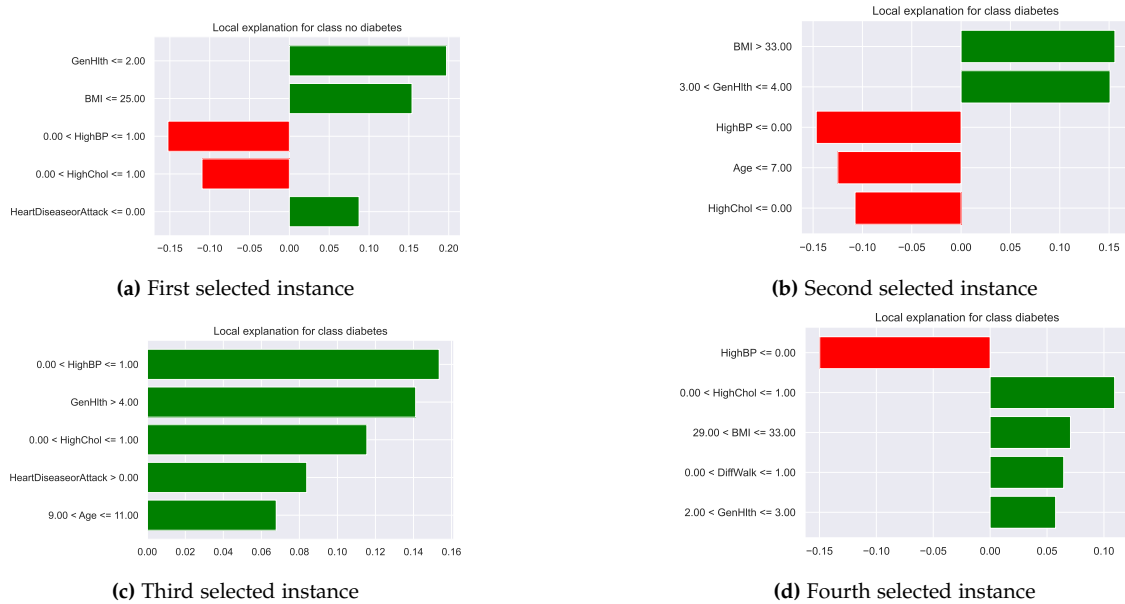 Local explanation for class no diabetes
GenHlth <= 2.00
BMI <= 25.00
0.00 < HighBP <= 1.00
0.00 < HighChol <= 1.00
HeartDiseaseorAttack <= 0.00
−0.15 −0.10 −0.05 0.00 0.05 0.10 0.15 0.20
(a) First selected instance
Local explanation for class diabetes
BMI > 33.00
3.00 < GenHlth <= 4.00
HighBP <= 0.00
Age <= 7.00
HighChol <= 0.00
−0.15 −0.10 −0.05 0.00 0.05 0.10 0.15
(b) Second selected instance
Local explanation for class diabetes
0.00 < HighBP <= 1.00
GenHlth > 4.00
0.00 < HighChol <= 1.00
HeartDiseaseorAttack > 0.00
9.00 < Age <= 11.00
0.00 0.02 0.04 0.06 0.08 0.10 0.12 0.14 0.16
(c) Third selected instance
Local explanation for class diabetes
HighBP <= 0.00
0.00 < HighChol <= 1.00
29.00 < BMI <= 33.00
0.00 < DiffWalk <= 1.00
2.00 < GenHlth <= 3.00
−0.15 −0.10 −0.05 0.00 0.05 0.10
(d) Fourth selected instance